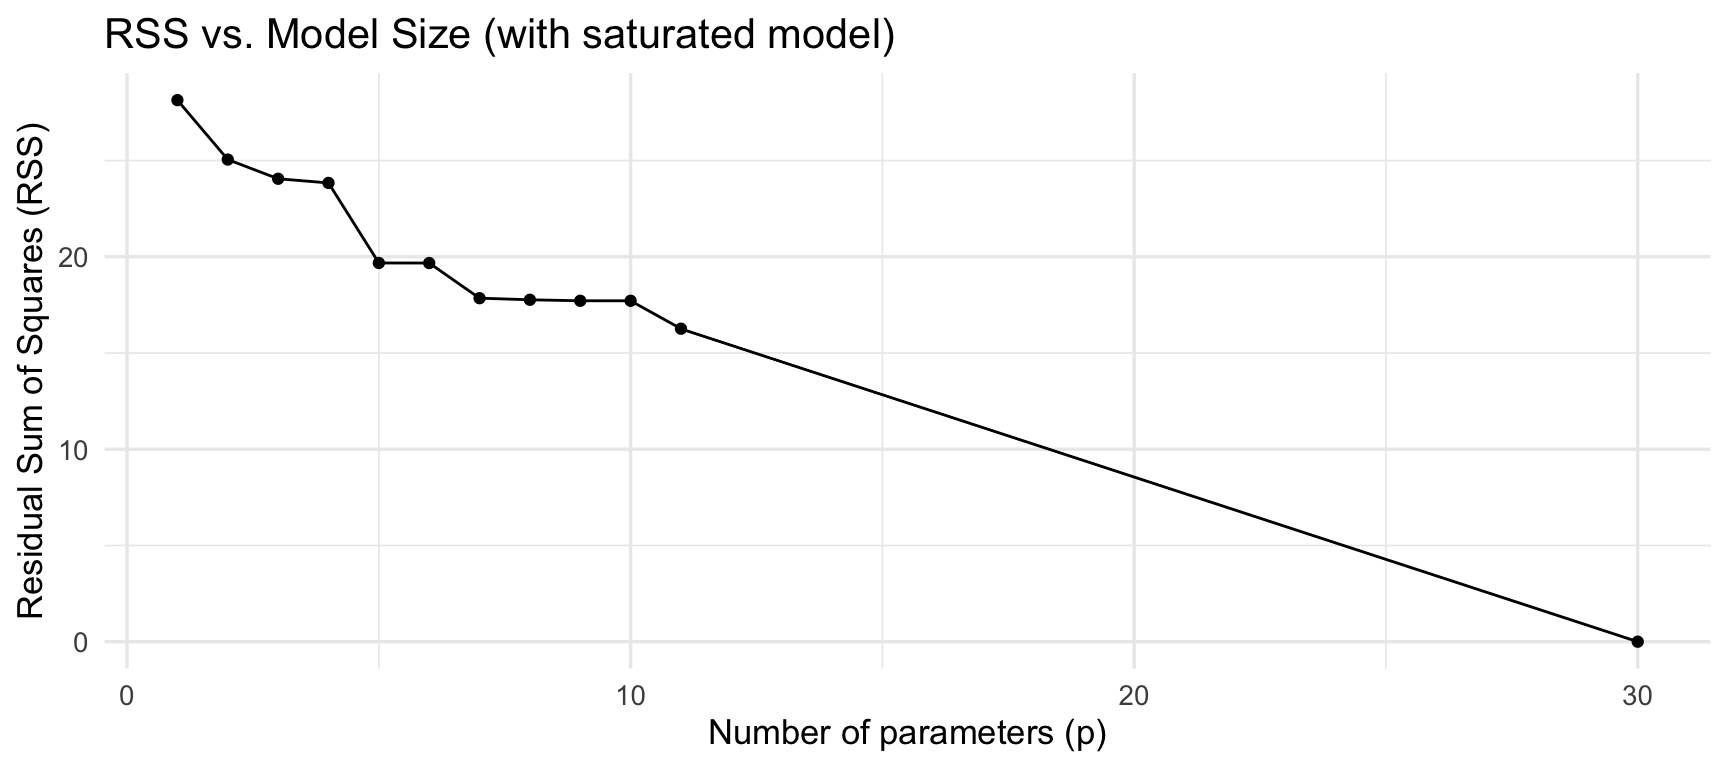 RSS vs. Model Size (with saturated model)
Residual Sum of Squares (RSS)
20
10
0
0
10
20
30
Number of parameters (p)